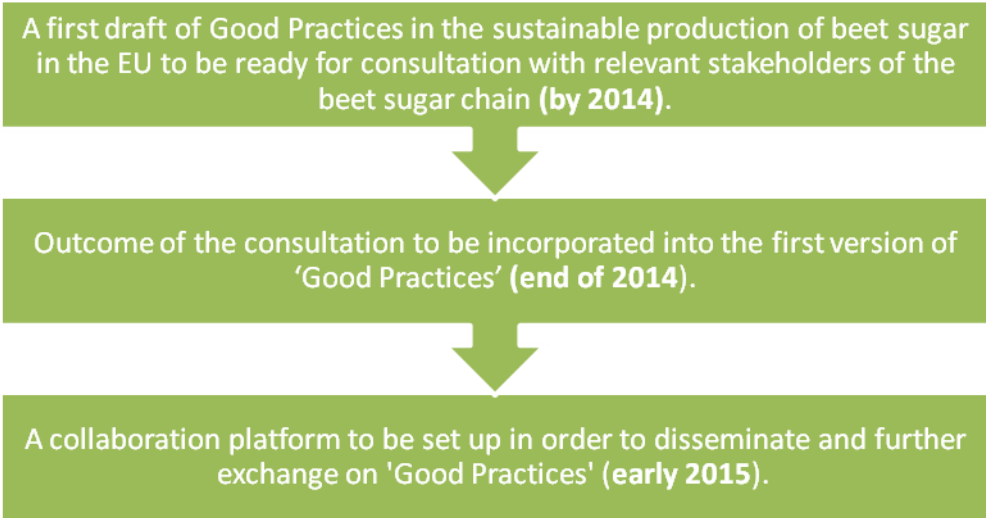 A first draft of Good Practices in the sustainable production of beet sugar
in the EU to be ready for consultation with relevant stakeholders of the
beet sugar chain (by 2014).
Outcome of the consultation to be incorporated into the first version of
‘Good Practices’ (end of 2014).
A collaboration platform to be set up in order to disseminate and further
exchange on 'Good Practices' (early 2015).